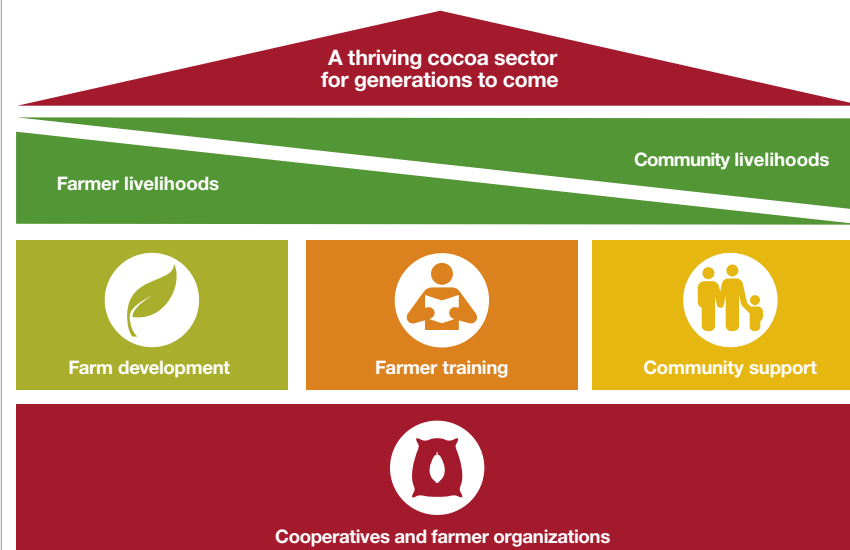 A thriving cocoa sector
for generations to come
Community livelihoods
Farmer livelihoods
Farm development
Farmer training
Community support
Cooperatives and farmer organizations